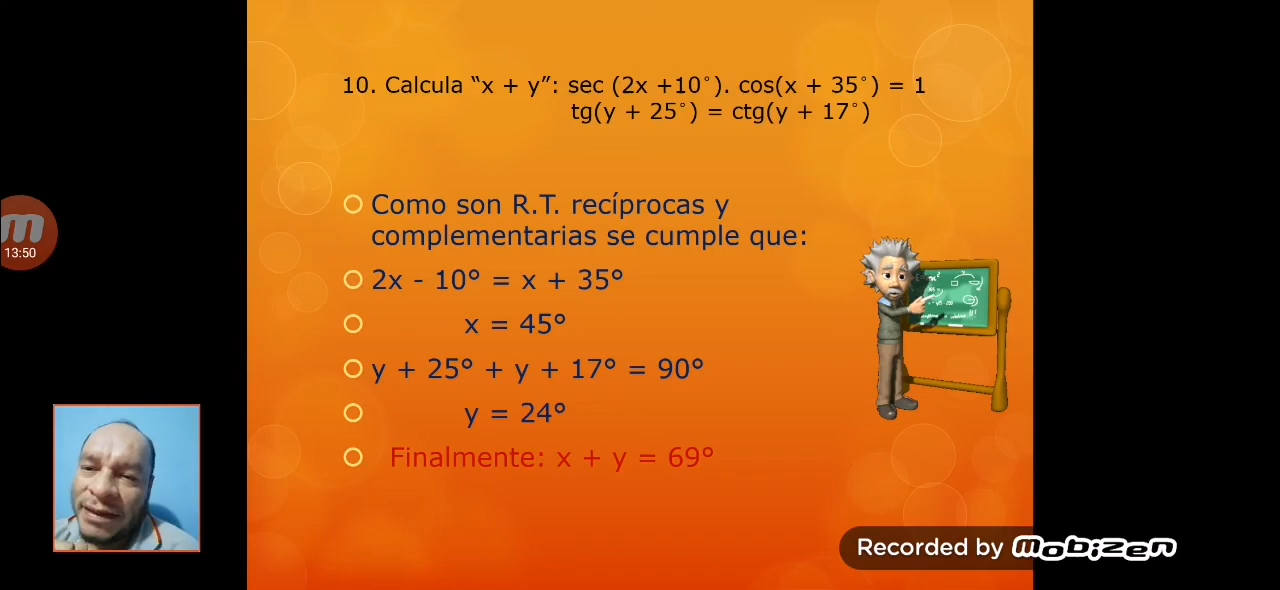 10. Calcula “x + y”: sec (2x +10°). cos(x + 35°) = 1
tg(y + 25°) = ctg(y + 17°)
Como son R.T. recíprocas y
complementarias se cumple que:
2x - 10° = x + 35°
x = 45°
y + 25° + y + 17° = 90°
y = 24°
Finalmente: x + y = 69°
m
13:50
Recorded by mobizen